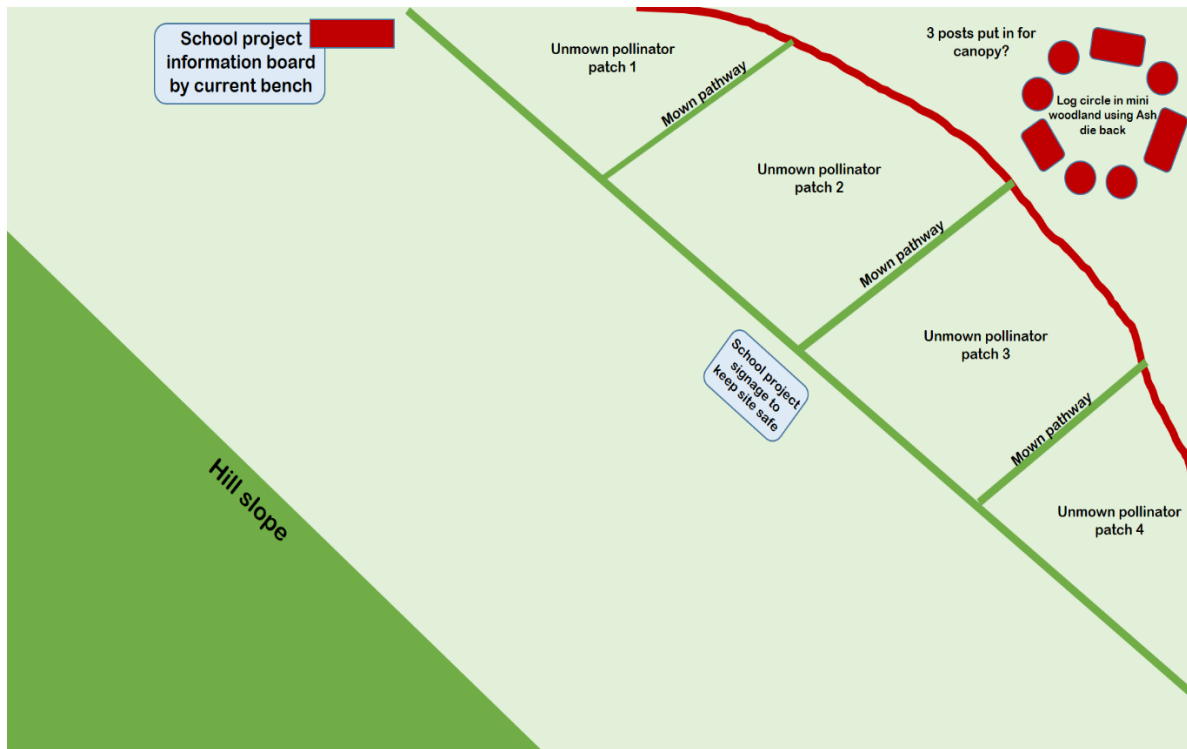 School project
information board
by current bench
Unmown pollinator
patch 1
Mown pathway
3 posts put in for
canopy?
Log circle in mini
woodland using Ash
die back
Unmown pollinator
patch 2
Mown pathway
School project
signage to
keep site safe
Unmown pollinator
patch 3
Mown pathway
Unmown pollinator
patch 4
Hill slope